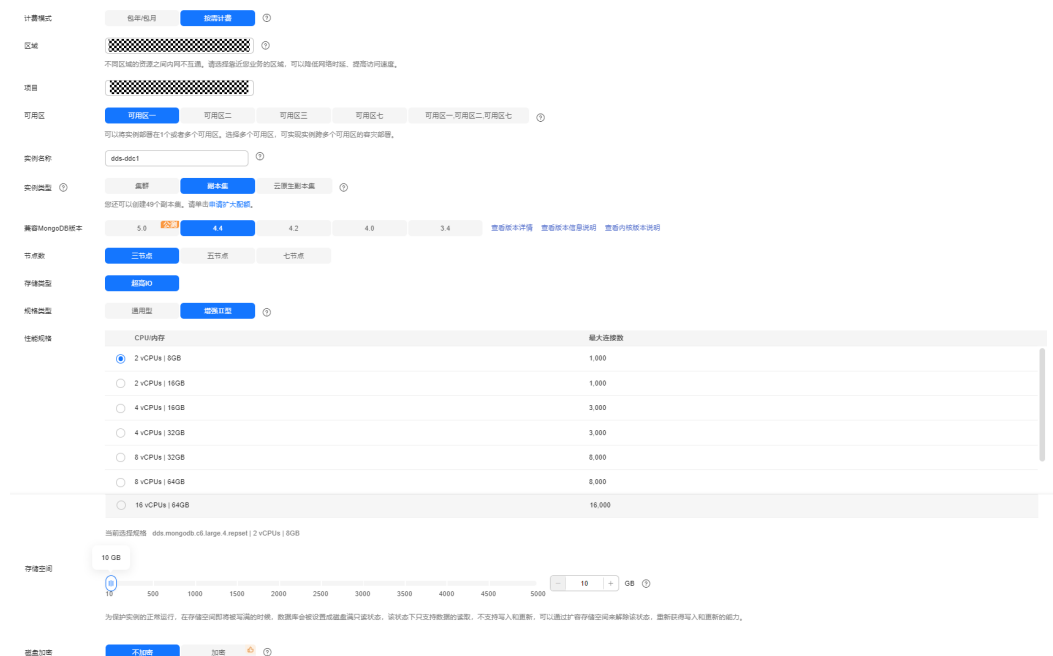 计费模式 包年/包月 按需计费
区域
不同区域的资源之间内网不互通。请选择靠近您业务的区域，可以降低网络时延，提高访问速度。
项目
可用区 可用区一 可用区二 可用区三 可用区七 可用区一,可用区二,可用区七
可以将实例部署在1个或者多个可用区。选择多个可用区，可实现实例跨多个可用区的容灾部署。
实例名称 dds-ddc1
实例类型 集群 副本集 云原生副本集
您还可以创建49个副本集。请单击申请扩大配额。
兼容MongoDB版本 5.0 公测 4.4 4.2 4.0 3.4 查看版本详情 查看版本信息说明 查看内核版本说明
节点数 三节点 五节点 七节点
存储类型 超高IO
规格类型 通用型 增强II型
性能规格 CPU/内存 最大连接数
2 vCPUs | 8GB 1,000
2 vCPUs | 16GB 1,000
4 vCPUs | 16GB 3,000
4 vCPUs | 32GB 3,000
8 vCPUs | 32GB 8,000
8 vCPUs | 64GB 8,000
16 vCPUs | 64GB 16,000
当前选择规格 dds.mongodb.c6.large.4.repset | 2 vCPUs | 8GB
10 GB
存储空间 10 GB
10 500 1000 1500 2000 2500 3000 3500 4000 4500 5000
为保护实例的正常运行，在存储空间即将被写满的时候，数据库会被设置成磁盘满只读状态，该状态下只支持数据的读取，不支持写入和更新，可以通过扩容存储空间来解除该状态，重新获得写入和更新的能力。
磁盘加密 不加密 加密